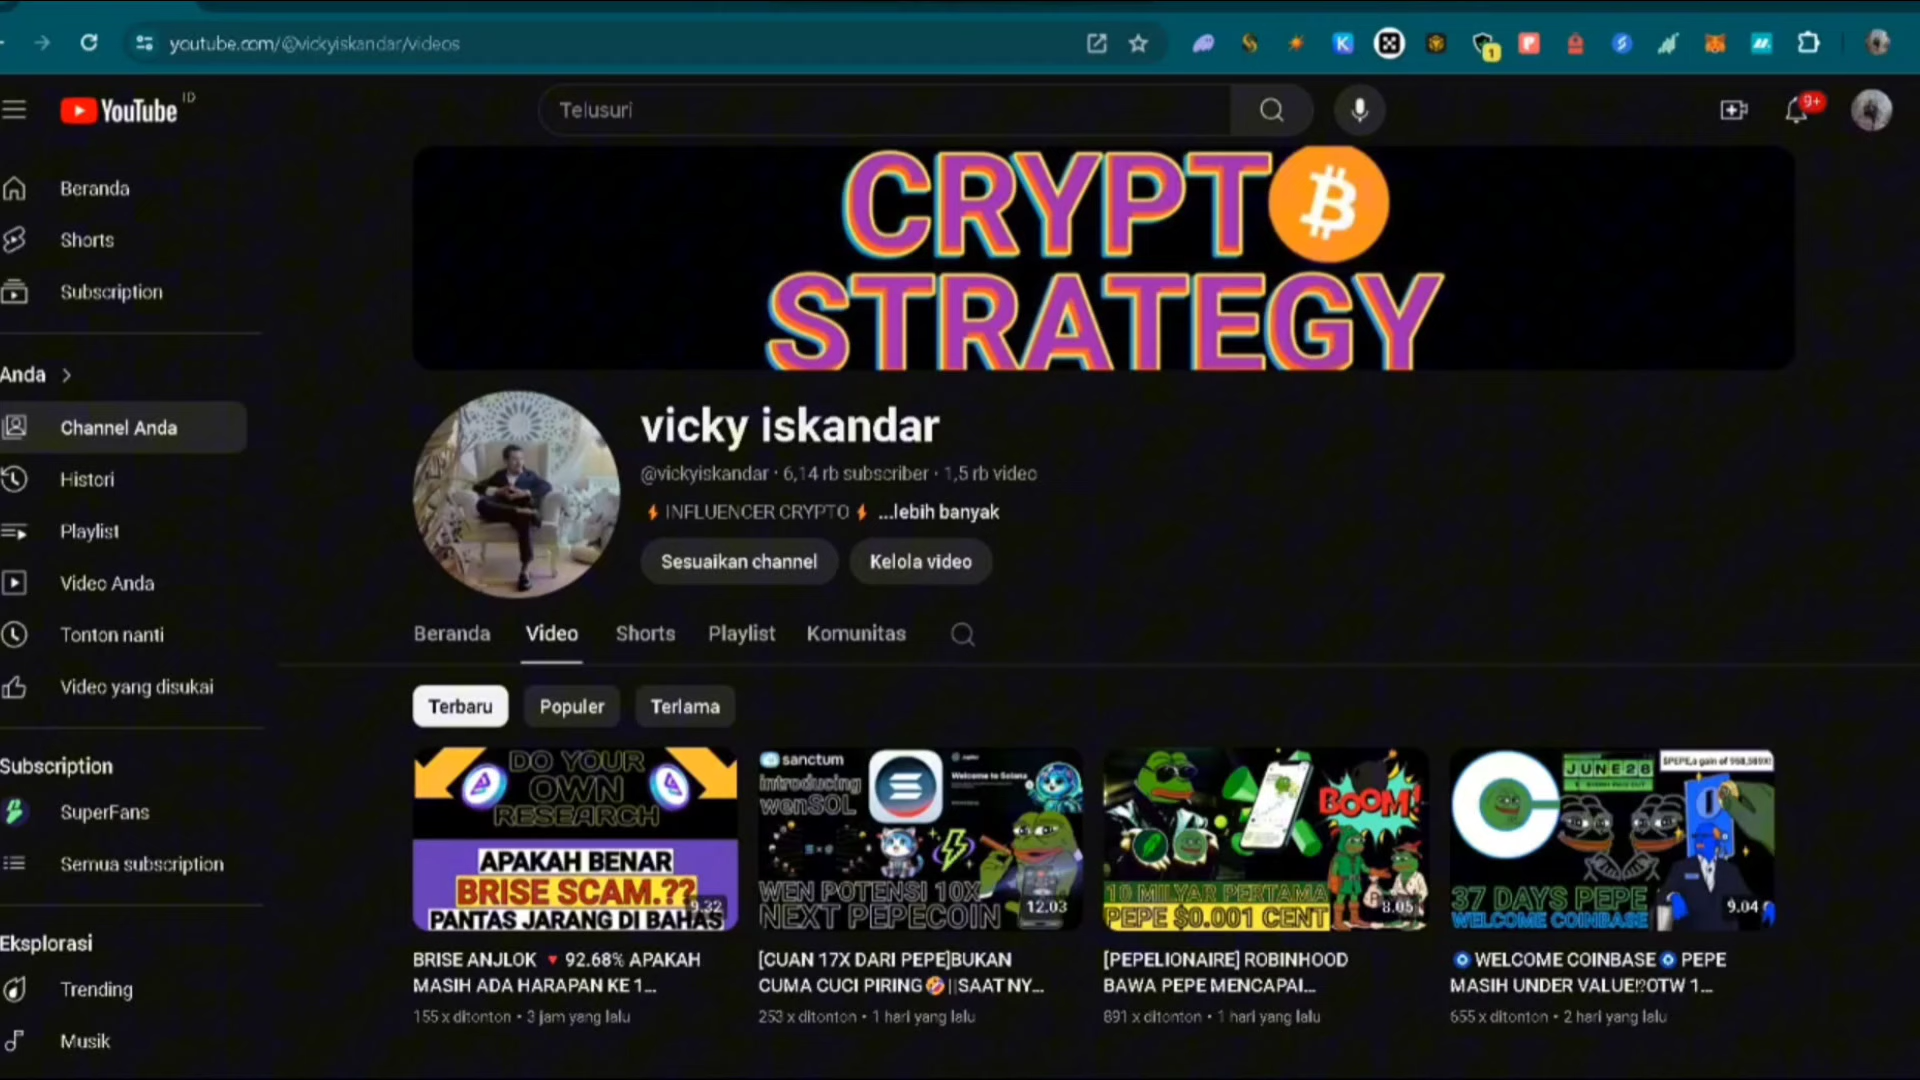 youtube.com/@vickyiskandar/videos
1
YouTube ID
Telusuri
9+
Beranda
Shorts
Subscription
Anda
Channel Anda
Histori
Playlist
Video Anda
Tonton nanti
Video yang disukai
Subscription
SuperFans
Semua subscription
Eksplorasi
Trending
Musik
CRYPTO
STRATEGY
vicky iskandar
@vickyiskandar • 6,14 rb subscriber • 1,5 rb video
⚡ INFLUENCER CRYPTO ⚡ ...lebih banyak
Sesuaikan channel
Kelola video
Beranda
Video
Shorts
Playlist
Komunitas
Terbaru
Populer
Terlama
DO YOUR
OWN
RESEARCH
APAKAH BENAR
BRISE SCAM.??
PANTAS JARANG DI BAHAS
9.32
BRISE ANJLOK 🔻 92.68% APAKAH
MASIH ADA HARAPAN KE 1...
155 x ditonton • 3 jam yang lalu
sanctum
introducing
wenSOL
Welcome to Solana
WEN POTENSI 10X
NEXT PEPECOIN
12.03
[CUAN 17X DARI PEPE]BUKAN
CUMA CUCI PIRING🤣||SAAT NY...
253 x ditonton • 1 hari yang lalu
BOOM!
10 MILYAR PERTAMA
PEPE $0.001 CENT
8.05
[PEPELIONAIRE] ROBINHOOD
BAWA PEPE MENCAPAI...
891 x ditonton • 1 hari yang lalu
JUNE 28
37 DAYS PEPE
WELCOME COINBASE
9.04
🧿WELCOME COINBASE🧿 PEPE
MASIH UNDER VALUE⁉OTW 1...
655 x ditonton • 2 hari yang lalu